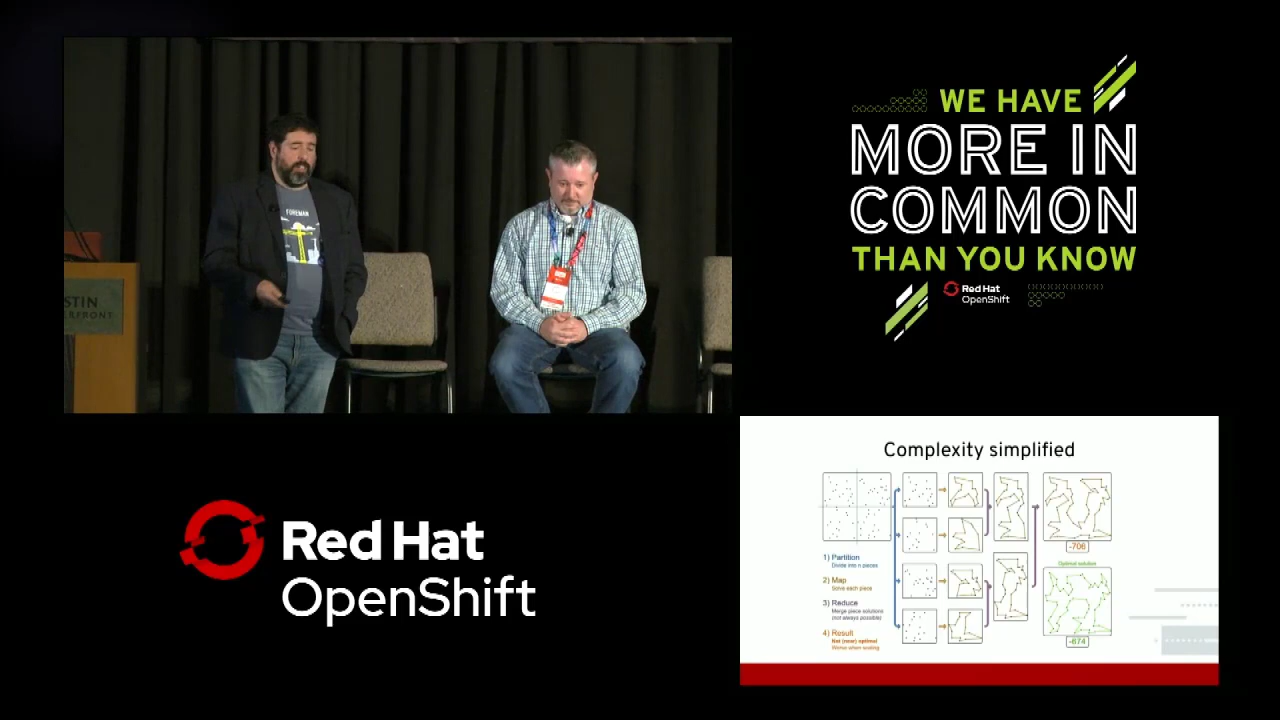 WE HAVE
MORE IN
COMMON
THAN YOU KNOW
Red Hat
OpenShift
FOREMAN
STIN
ERFRONT
Red Hat
OpenShift
Complexity simplified
1) Partition
Divide into n pieces
2) Map
Solve each piece
3) Reduce
Merge piece solutions
(not always possible)
4) Result
Not (near) optimal
Worse when scaling
-706
Optimal solution
-674